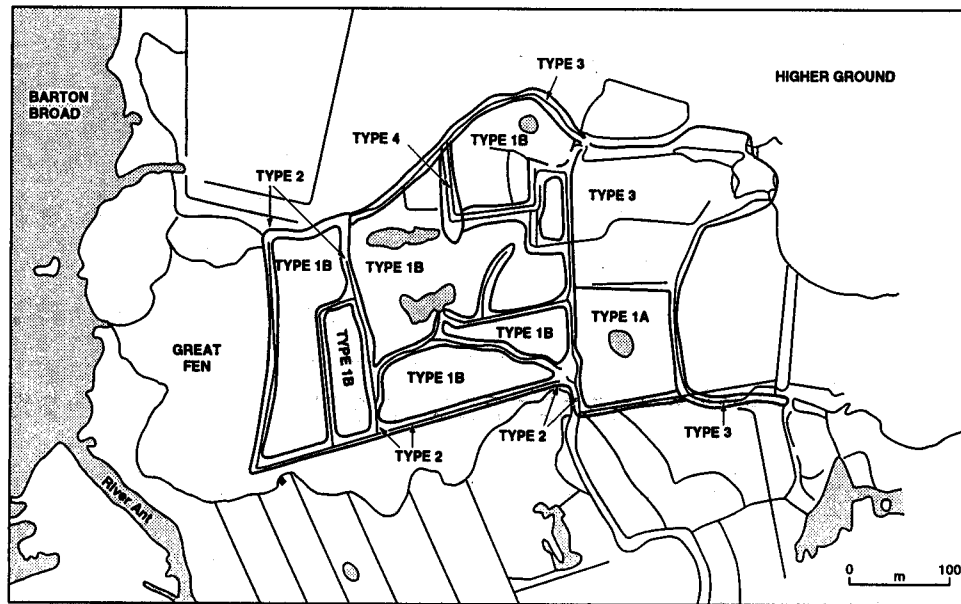 TYPE 3
HIGHER GROUND
BARTON
BROAD
TYPE 4
TYPE 1B
TYPE 2
TYPE 3
TYPE 1B
TYPE 1B
TYPE 1A
TYPE 1B
GREAT
FEN
TYPE 1B
TYPE 1B
TYPE 2
TYPE 2
TYPE 3
River Ant
0 100
m